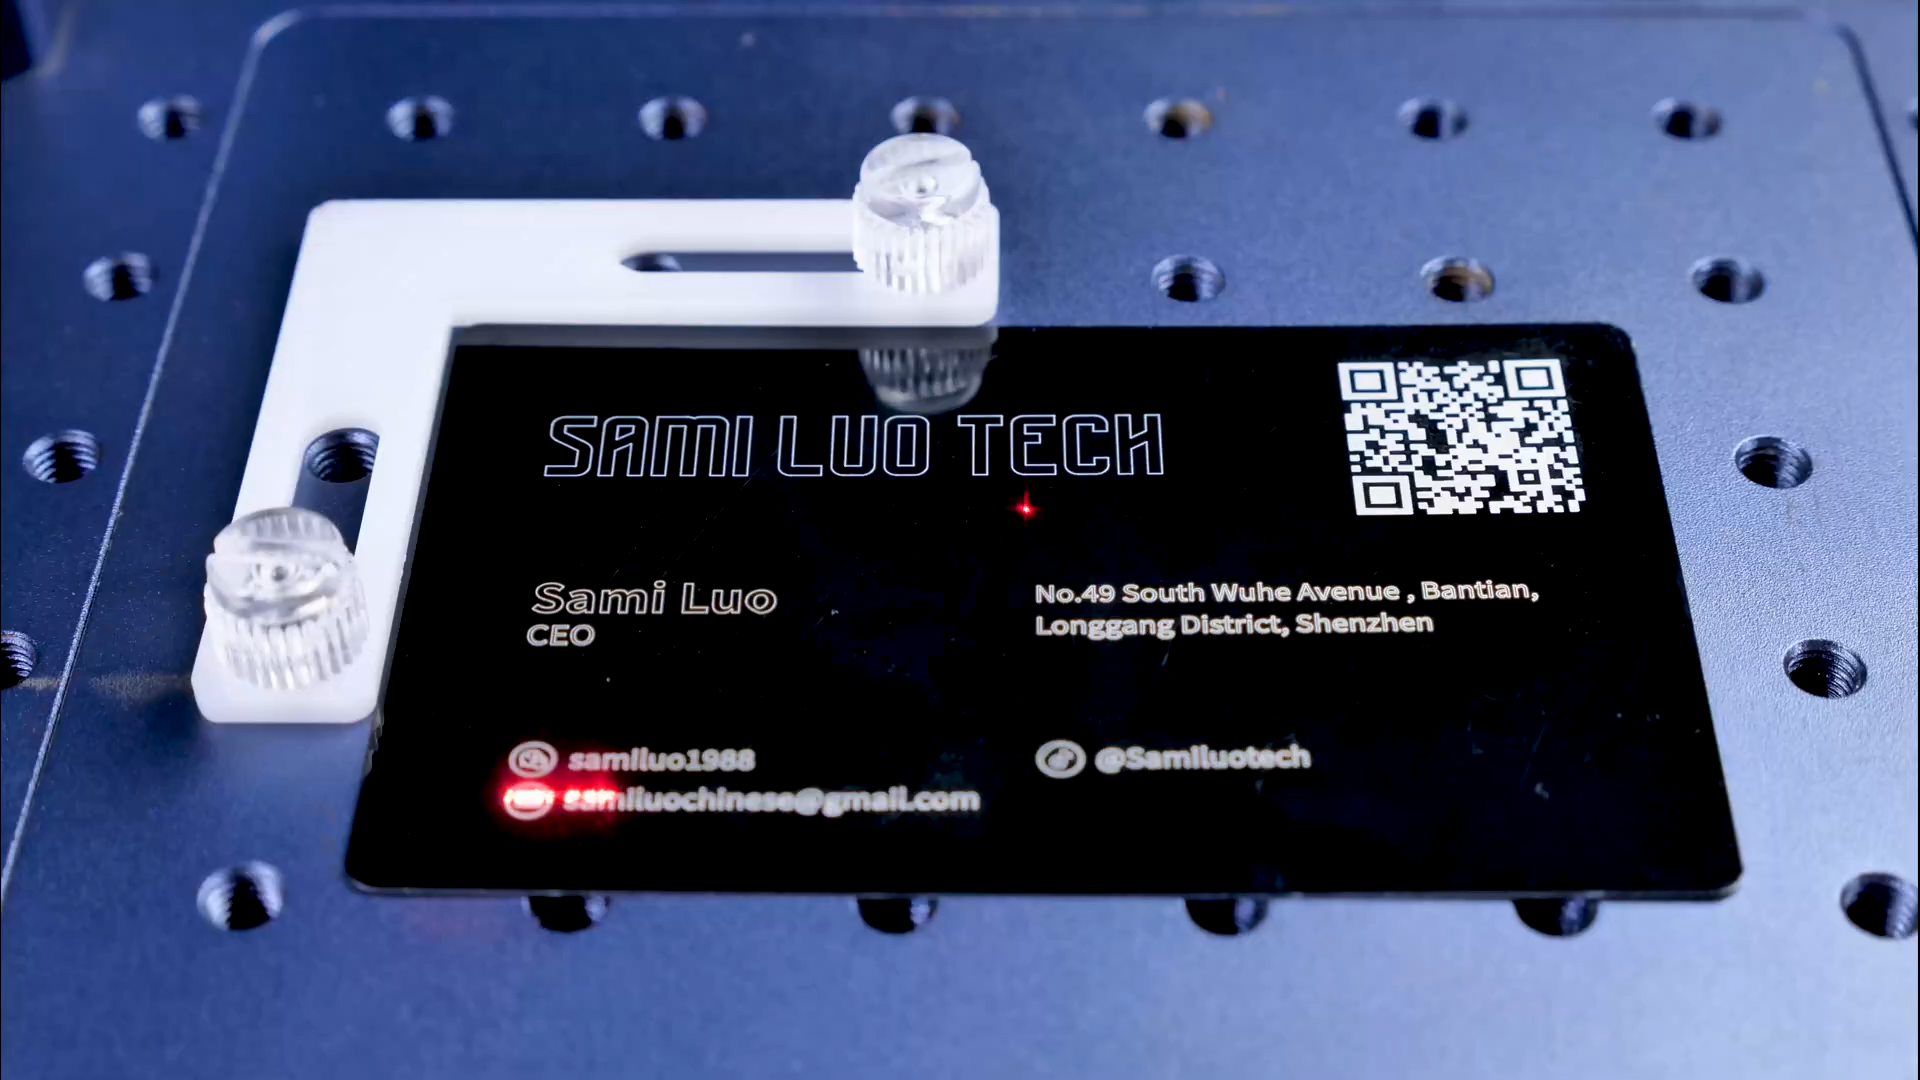 SAMI LUO TECH
Sami Luo
CEO
No.49 South Wuhe Avenue , Bantian,
Longgang District, Shenzhen
samiluo1988
samiluochinese@gmail.com
@Samiluotech